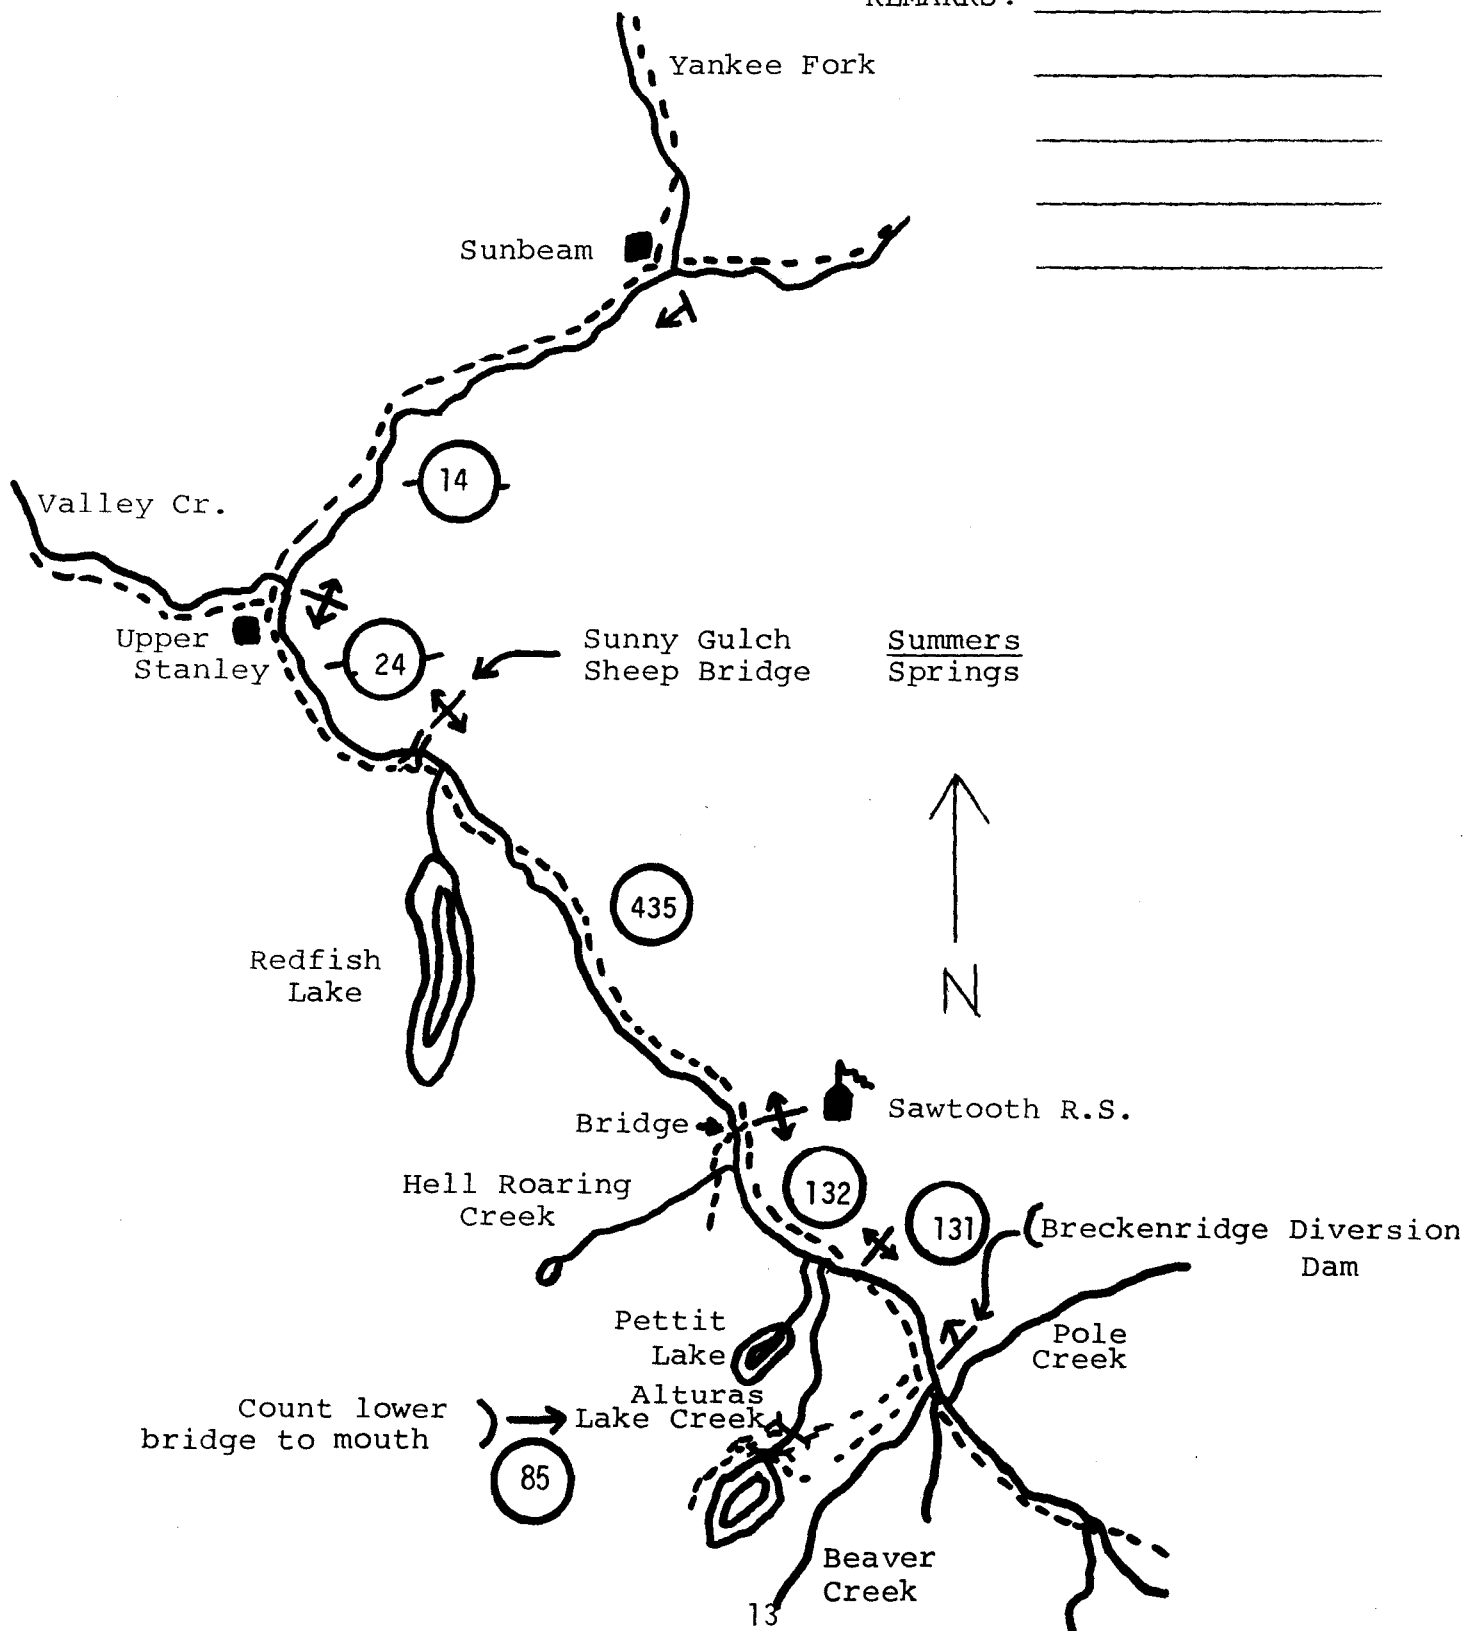 REMARKS:
Yankee Fork
Sunbeam
14
Valley Cr.
Upper
Stanley
24
Sunny Gulch
Sheep Bridge
Summers
Springs
435
Redfish
Lake
N
Bridge
Sawtooth R.S.
Hell Roaring
Creek
132
131
(Breckenridge Diversion
Dam
Pettit
Lake
Pole
Creek
Alturas
Lake Creek
Count lower
bridge to mouth
85
Beaver
Creek
13